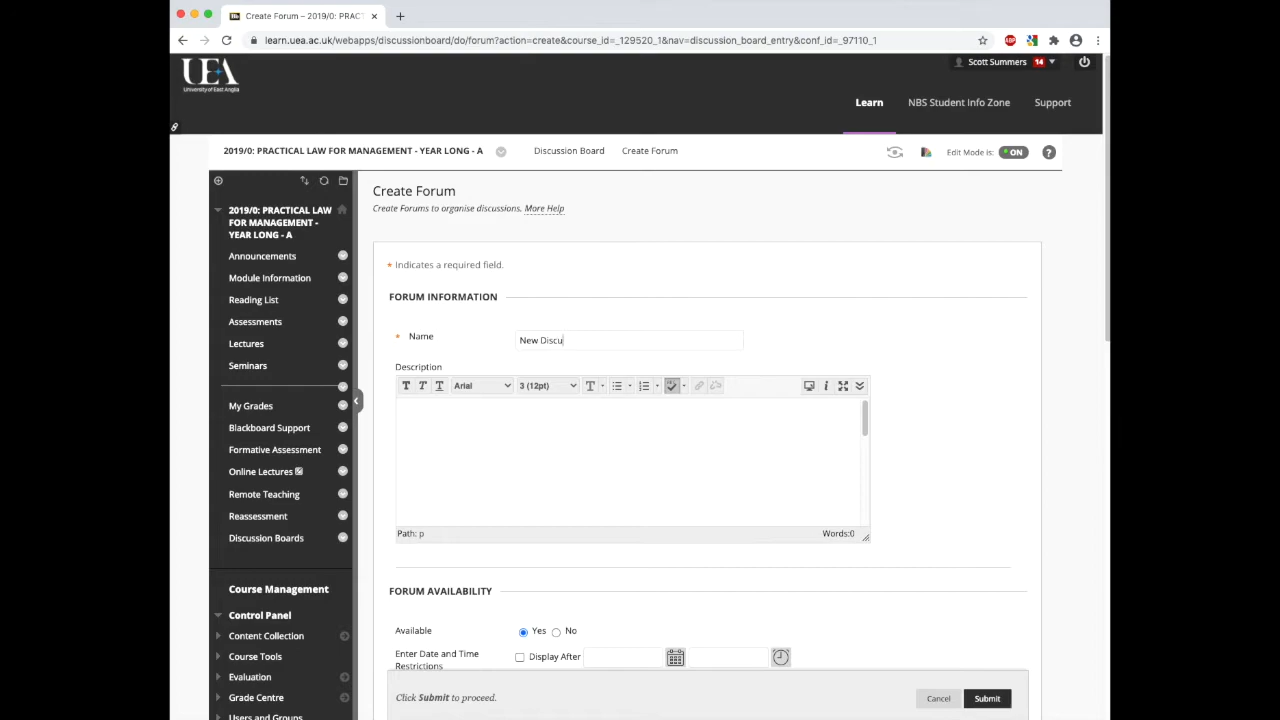 Create Forum – 2019/0: PRACT
learn.uea.ac.uk/webapps/discussionboard/do/forum?action=create&course_id=_129520_1&nav=discussion_board_entry&conf_id=_97110_1
ABP
UEA
University of East Anglia
Scott Summers 14
Learn NBS Student Info Zone Support
2019/0: PRACTICAL LAW FOR MANAGEMENT - YEAR LONG - A Discussion Board Create Forum Edit Mode is: ON ?
2019/0: PRACTICAL LAW
FOR MANAGEMENT -
YEAR LONG - A
Announcements
Module Information
Reading List
Assessments
Lectures
Seminars
My Grades
Blackboard Support
Formative Assessment
Online Lectures
Remote Teaching
Reassessment
Discussion Boards
Course Management
Control Panel
Content Collection
Course Tools
Evaluation
Grade Centre
Users and Groups
Create Forum
Create Forums to organise discussions. More Help
* Indicates a required field.
FORUM INFORMATION
* Name New Discu
Description
T T T Arial 3 (12pt) T
Path: p Words:0
FORUM AVAILABILITY
Available Yes No
Enter Date and Time
Restrictions
Display After
Click Submit to proceed. Cancel Submit